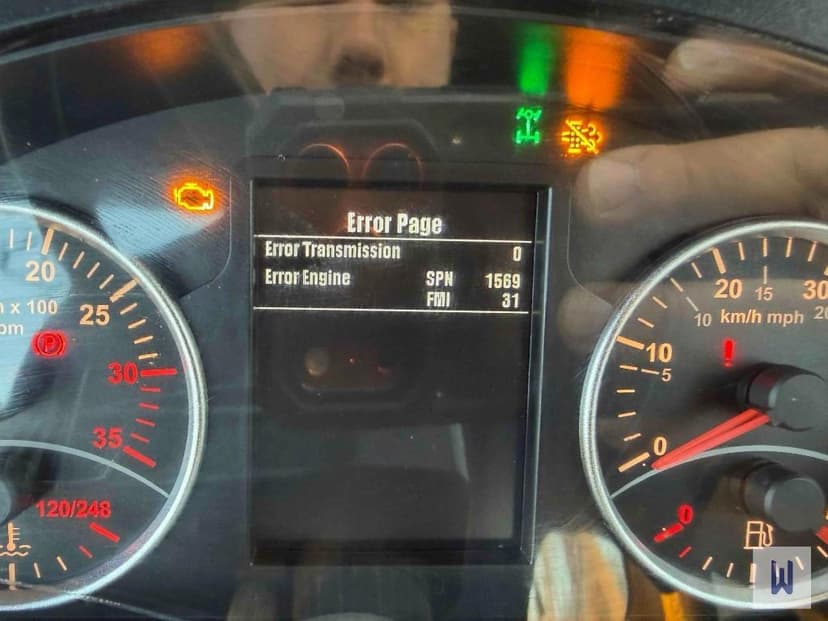 Error Page
Error Transmission 0
Error Engine SPN 1569
FMI 31
20
25
30
35
x 100
P
120/248
20 15 30
10 km/h mph 20
10
5
0
0
!
W